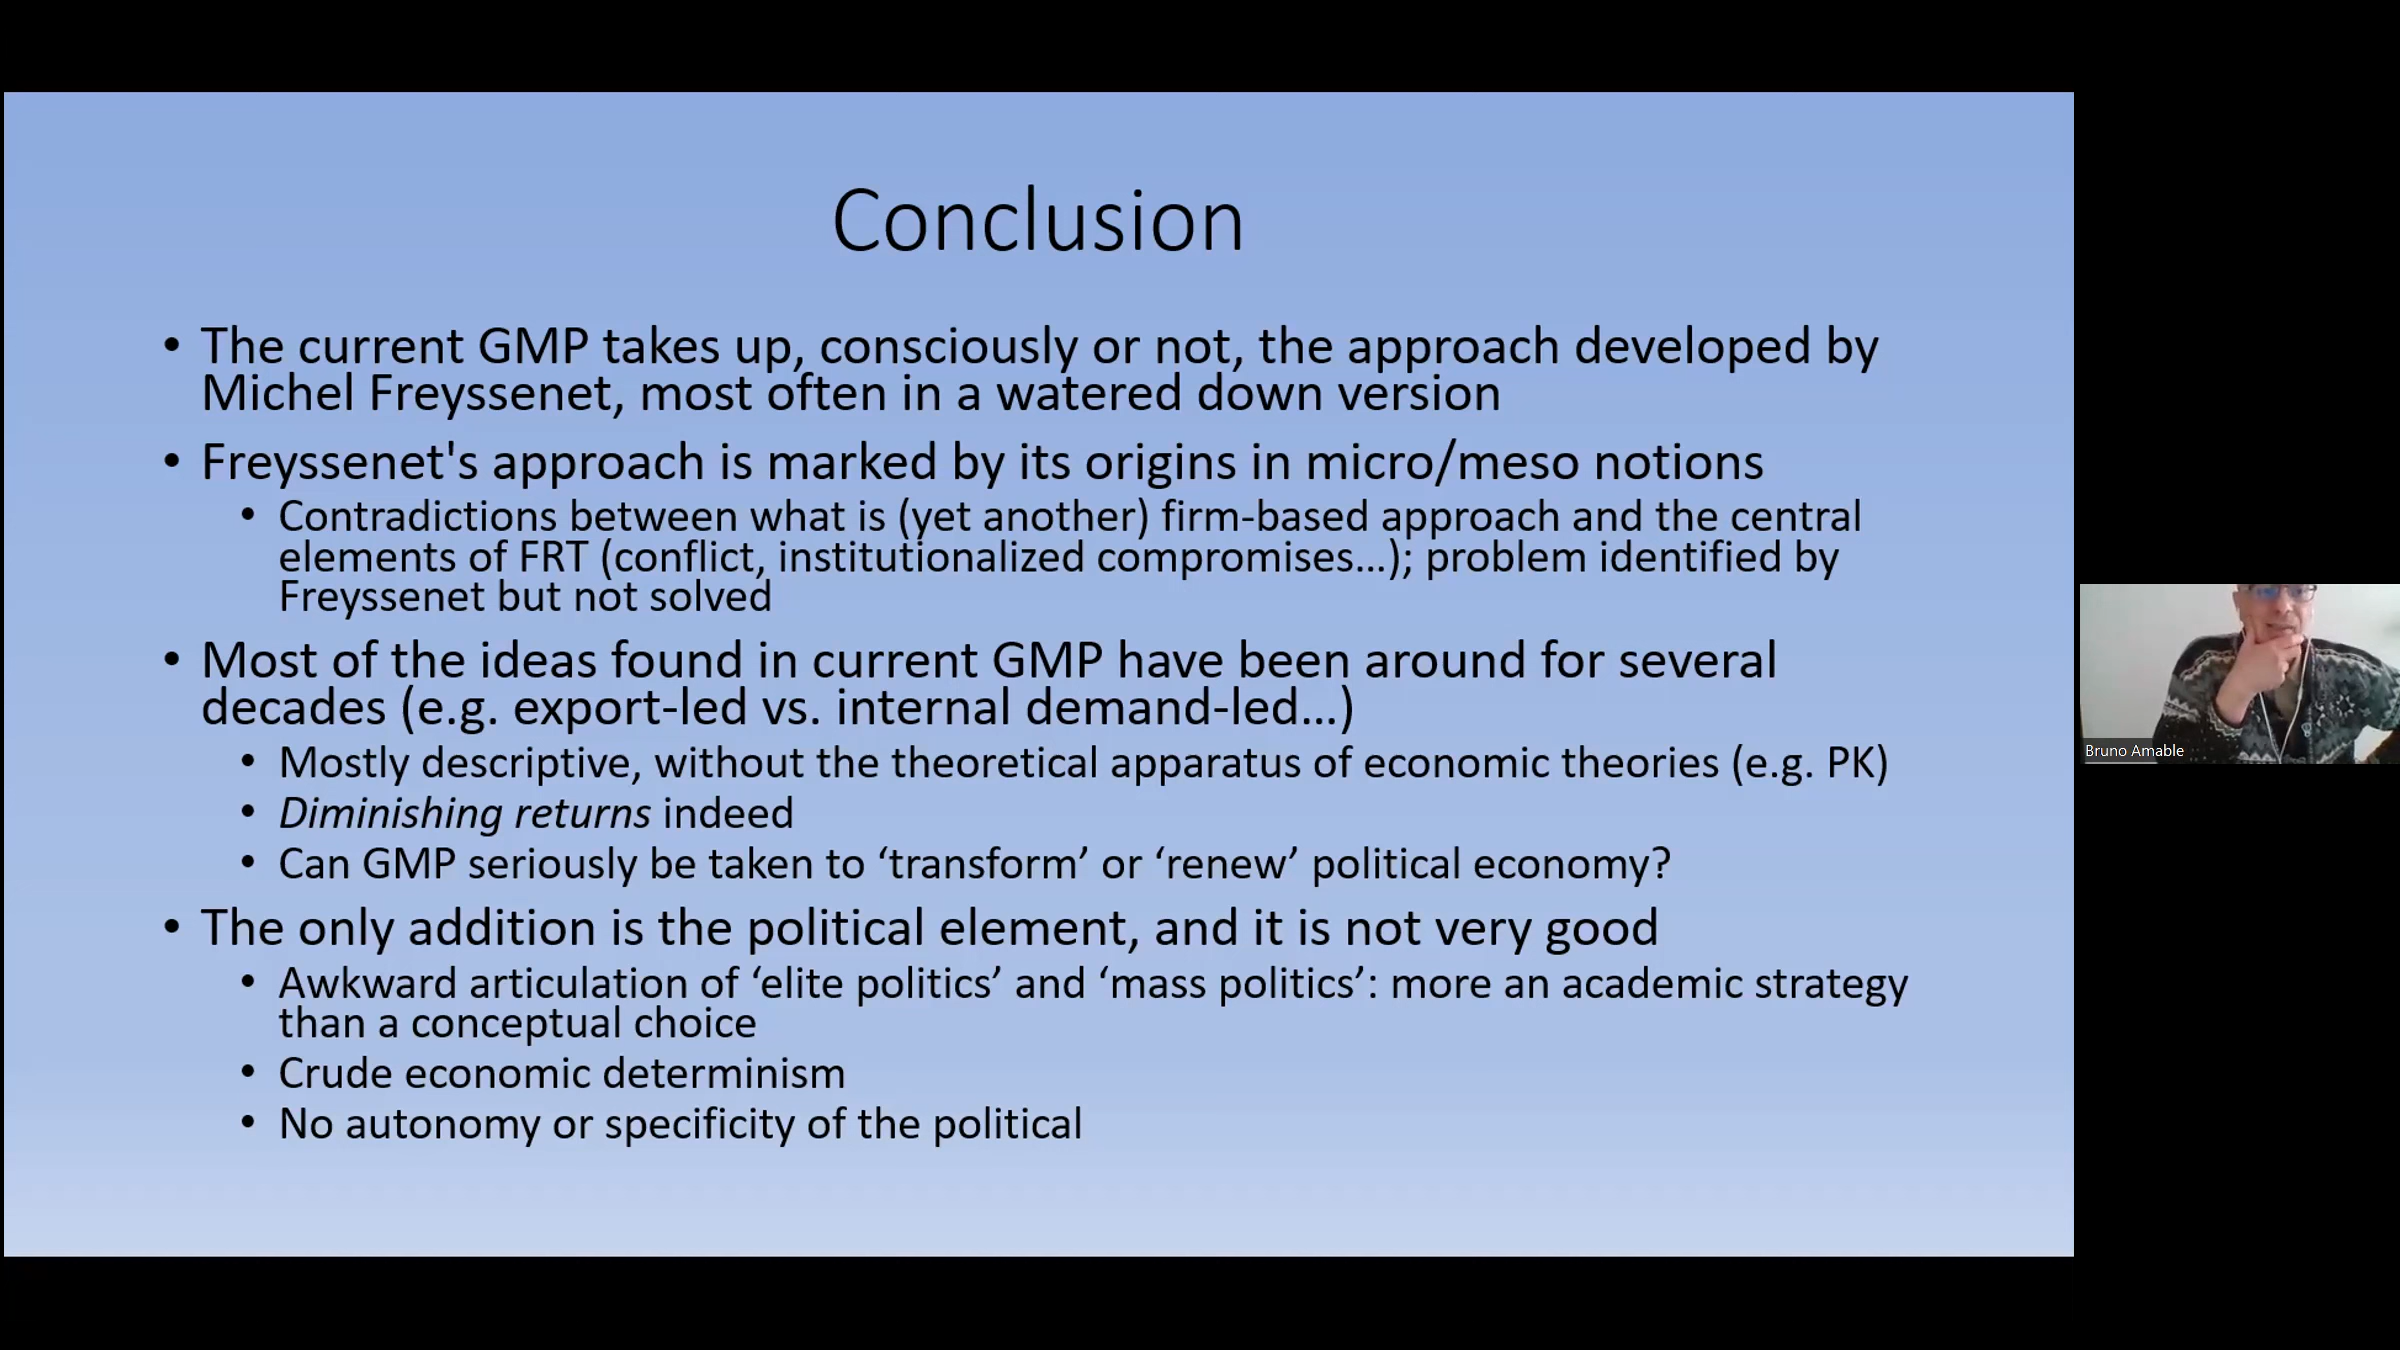 Conclusion
• The current GMP takes up, consciously or not, the approach developed by
Michel Freyssenet, most often in a watered down version
• Freyssenet's approach is marked by its origins in micro/meso notions
• Contradictions between what is (yet another) firm-based approach and the central
elements of FRT (conflict, institutionalized compromises…); problem identified by
Freyssenet but not solved
• Most of the ideas found in current GMP have been around for several
decades (e.g. export-led vs. internal demand-led…)
• Mostly descriptive, without the theoretical apparatus of economic theories (e.g. PK)
• Diminishing returns indeed
• Can GMP seriously be taken to ‘transform’ or ‘renew’ political economy?
• The only addition is the political element, and it is not very good
• Awkward articulation of ‘elite politics’ and ‘mass politics’: more an academic strategy
than a conceptual choice
• Crude economic determinism
• No autonomy or specificity of the political
Bruno Amable